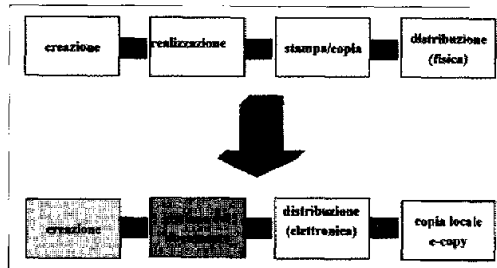 creazione
realizzazione
stampa/copia
distribuzione
(fisica)
creazione
distribuzione
(elettronica)
copia locale
e-copy